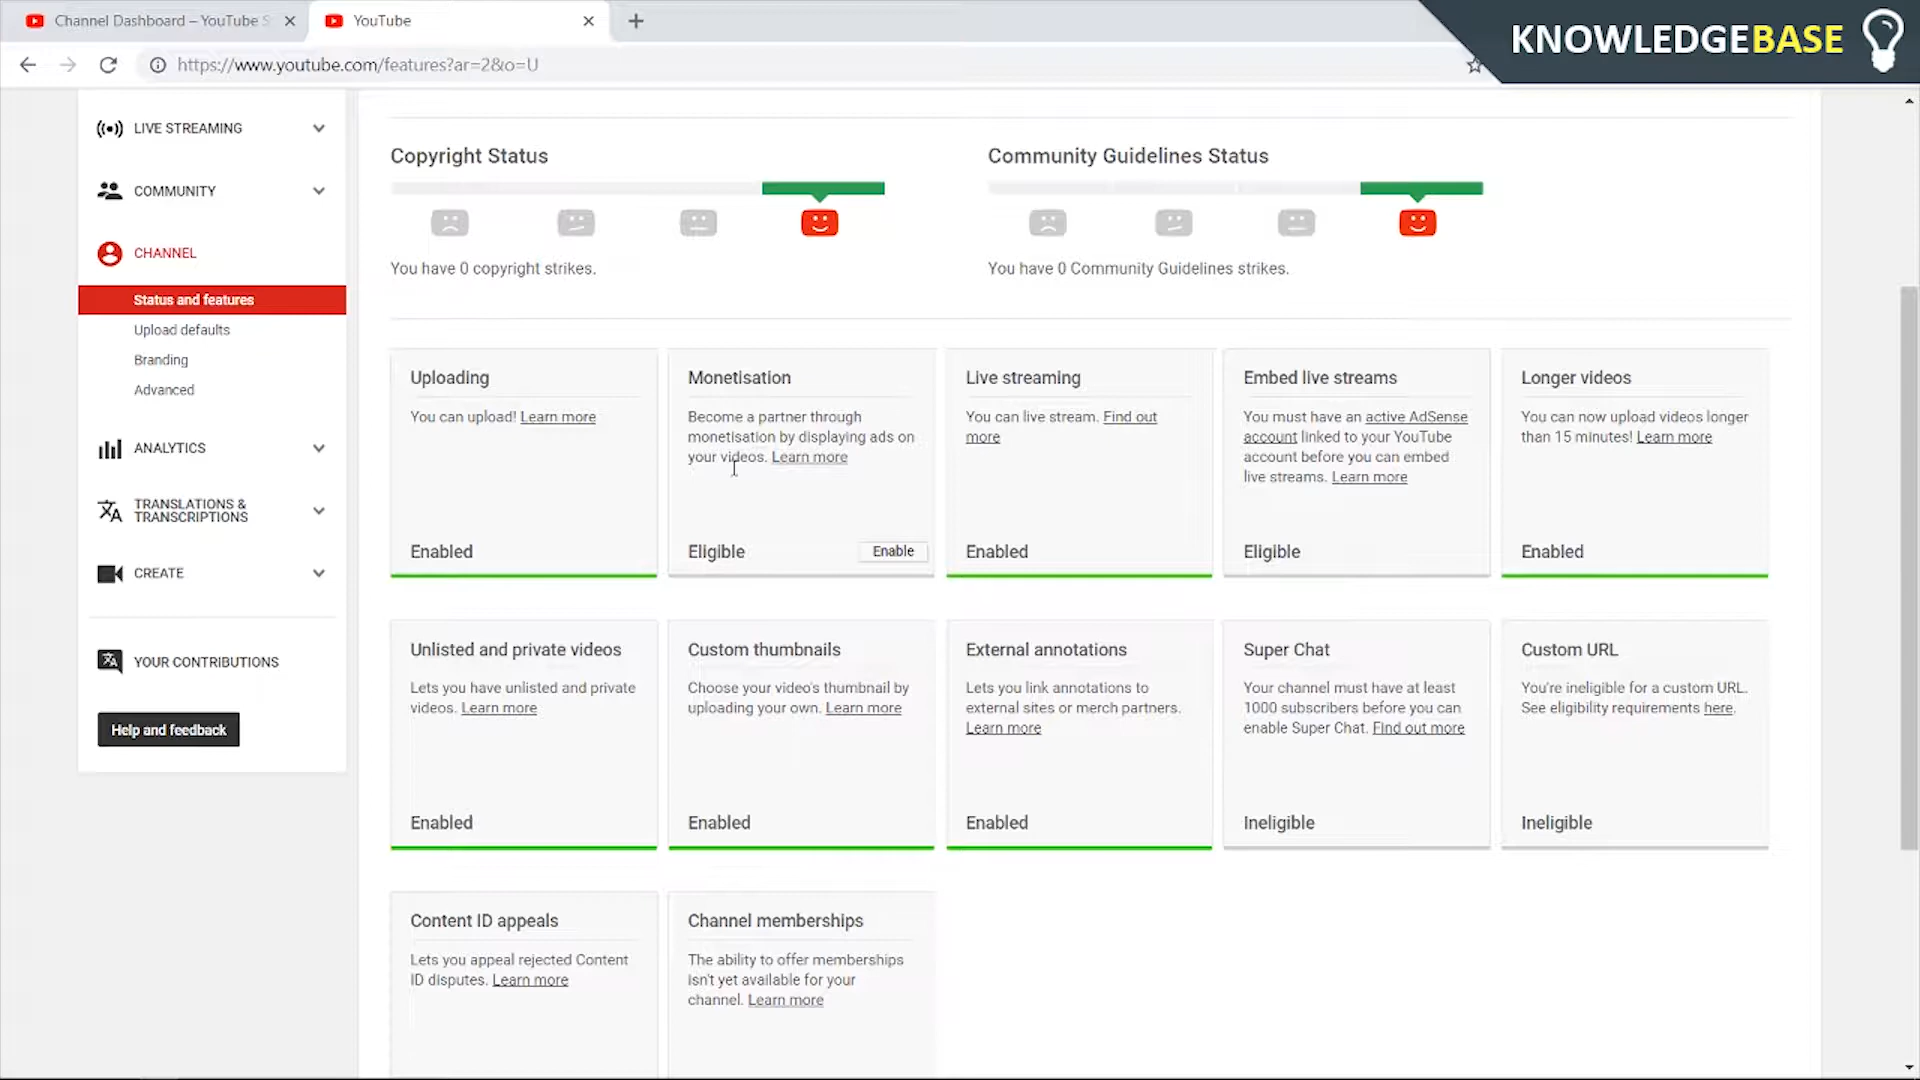 Channel Dashboard – YouTube S
YouTube
KNOWLEDGEBASE
https://www.youtube.com/features?ar=2&o=U
LIVE STREAMING
COMMUNITY
CHANNEL
Status and features
Upload defaults
Branding
Advanced
ANALYTICS
TRANSLATIONS &
TRANSCRIPTIONS
CREATE
YOUR CONTRIBUTIONS
Help and feedback
Copyright Status
You have 0 copyright strikes.
Community Guidelines Status
You have 0 Community Guidelines strikes.
Uploading
You can upload! Learn more
Enabled
Monetisation
Become a partner through
monetisation by displaying ads on
your videos. Learn more
Eligible
Enable
Live streaming
You can live stream. Find out
more
Enabled
Embed live streams
You must have an active AdSense
account linked to your YouTube
account before you can embed
live streams. Learn more
Eligible
Longer videos
You can now upload videos longer
than 15 minutes! Learn more
Enabled
Unlisted and private videos
Lets you have unlisted and private
videos. Learn more
Enabled
Custom thumbnails
Choose your video's thumbnail by
uploading your own. Learn more
Enabled
External annotations
Lets you link annotations to
external sites or merch partners.
Learn more
Enabled
Super Chat
Your channel must have at least
1000 subscribers before you can
enable Super Chat. Find out more
Ineligible
Custom URL
You're ineligible for a custom URL.
See eligibility requirements here.
Ineligible
Content ID appeals
Lets you appeal rejected Content
ID disputes. Learn more
Channel memberships
The ability to offer memberships
isn't yet available for your
channel. Learn more